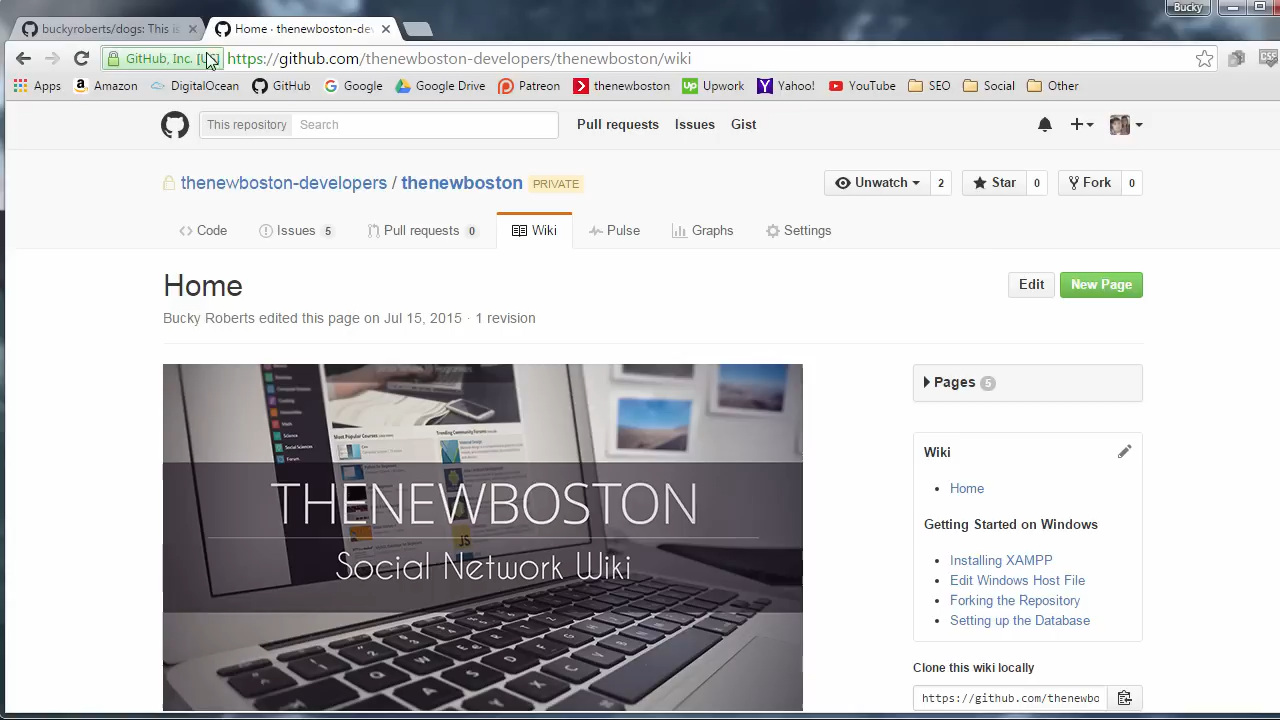 Bucky
buckyroberts/dogs: This is
Home · thenewboston-dev
GitHub, Inc. [US] https://github.com/thenewboston-developers/thenewboston/wiki
Apps Amazon DigitalOcean GitHub Google Google Drive Patreon thenewboston Upwork Yahoo! YouTube SEO Social Other
This repository Search Pull requests Issues Gist
thenewboston-developers / thenewboston PRIVATE Unwatch 2 Star 0 Fork 0
Code Issues 5 Pull requests 0 Wiki Pulse Graphs Settings
Home Edit New Page
Bucky Roberts edited this page on Jul 15, 2015 · 1 revision
THENEWBOSTON
Social Network Wiki
Pages 5
Wiki
Home
Getting Started on Windows
Installing XAMPP
Edit Windows Host File
Forking the Repository
Setting up the Database
Clone this wiki locally
https://github.com/thenewbo